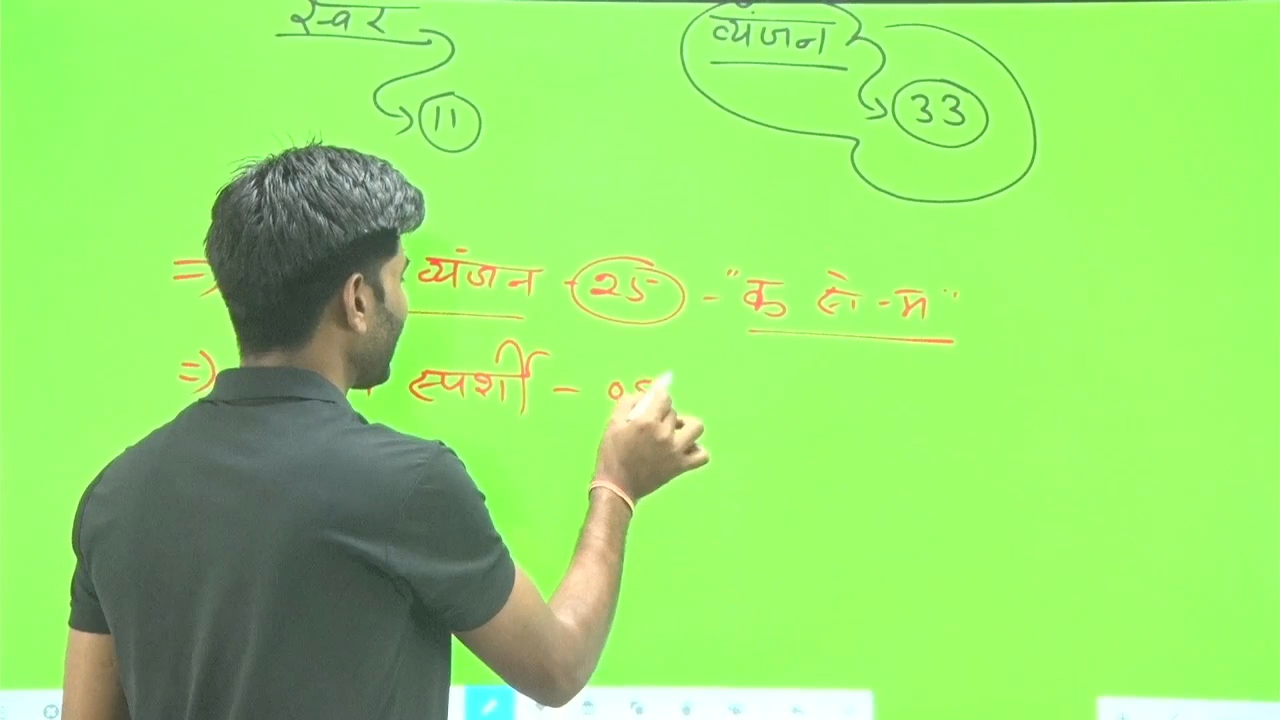 स्वर व्यंजन
11 33
=> व्यंजन - 25 - "क से - म"
=> स्पर्शी -